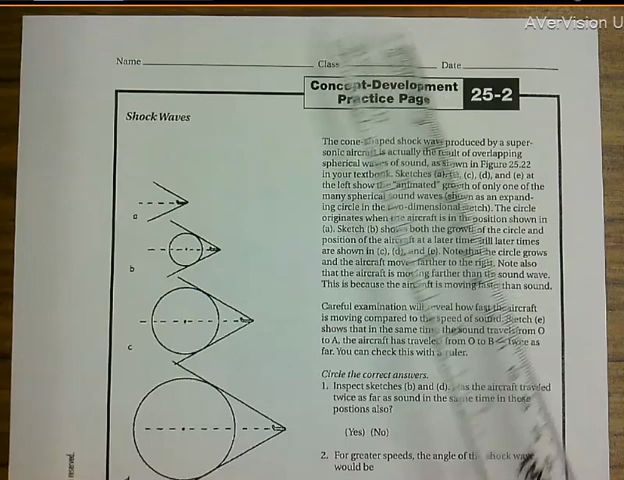 AVerVision U
Name Class Date
Concept-Development
Practice Page
25-2
Shock Waves
The cone-shaped shock wave produced by a super-
sonic aircraft is actually the result of overlapping
spherical waves of sound, as shown in Figure 25.22
in your textbook. Sketches (a), (b), (c), (d), and (e) at
the left show the "animated" growth of only one of the
many spherical sound waves (shown as an expand-
ing circle in the two-dimensional sketch). The circle
originates when the aircraft is in the position shown in
(a). Sketch (b) shows both the growth of the circle and
position of the aircraft at a later time. Still later times
are shown in (c), (d), and (e). Note that the circle grows
and the aircraft moves farther to the right. Note also
that the aircraft is moving farther than the sound wave.
This is because the aircraft is moving faster than sound.
Careful examination will reveal how fast the aircraft
is moving compared to the speed of sound. Sketch (e)
shows that in the same time the sound travels from O
to A, the aircraft has traveled from O to B — twice as
far. You can check this with a ruler.
Circle the correct answers.
1. Inspect sketches (b) and (d). Has the aircraft traveled
twice as far as sound in the same time in these
postions also?
(Yes) (No)
2. For greater speeds, the angle of the shock wave
would be
a
b
c
reserved.